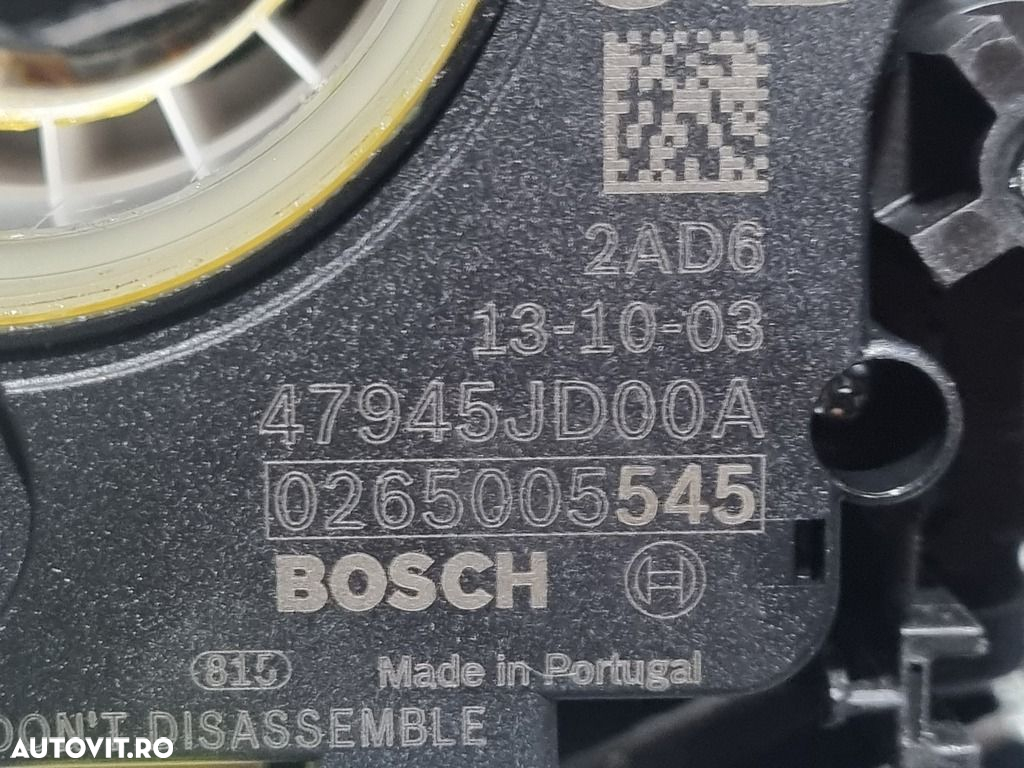 2AD6
13-10-03
47945JD00A
0265005545
BOSCH
815 Made in Portugal
DON'T DISASSEMBLE
AUTOVIT.RO